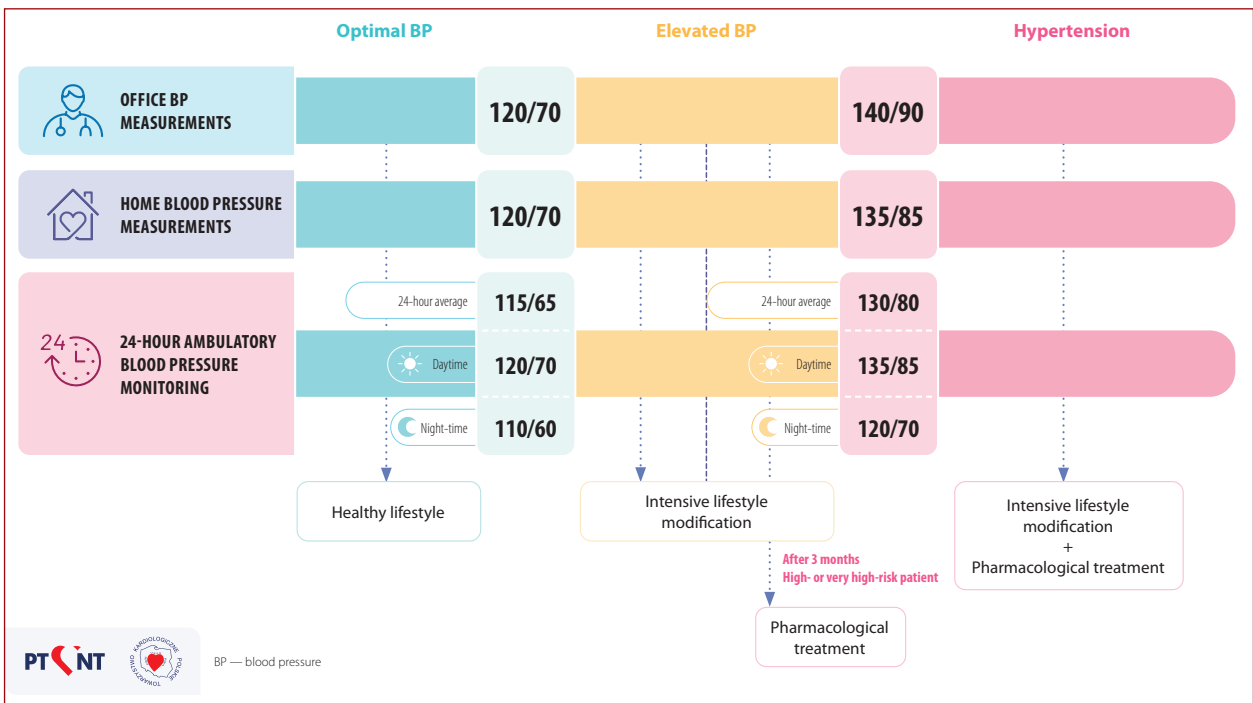 Optimal BP
Elevated BP
Hypertension
OFFICE BP
MEASUREMENTS
120/70
140/90
HOME BLOOD PRESSURE
MEASUREMENTS
120/70
135/85
24
24-HOUR AMBULATORY
BLOOD PRESSURE
MONITORING
24-hour average
115/65
24-hour average
130/80
Daytime
120/70
Daytime
135/85
Night-time
110/60
Night-time
120/70
Healthy lifestyle
Intensive lifestyle
modification
Intensive lifestyle
modification
+
Pharmacological treatment
After 3 months
High- or very high-risk patient
Pharmacological
treatment
PT NT
TOWARZYSTWO KARDIOLOGICZNE POLSKIE
BP — blood pressure